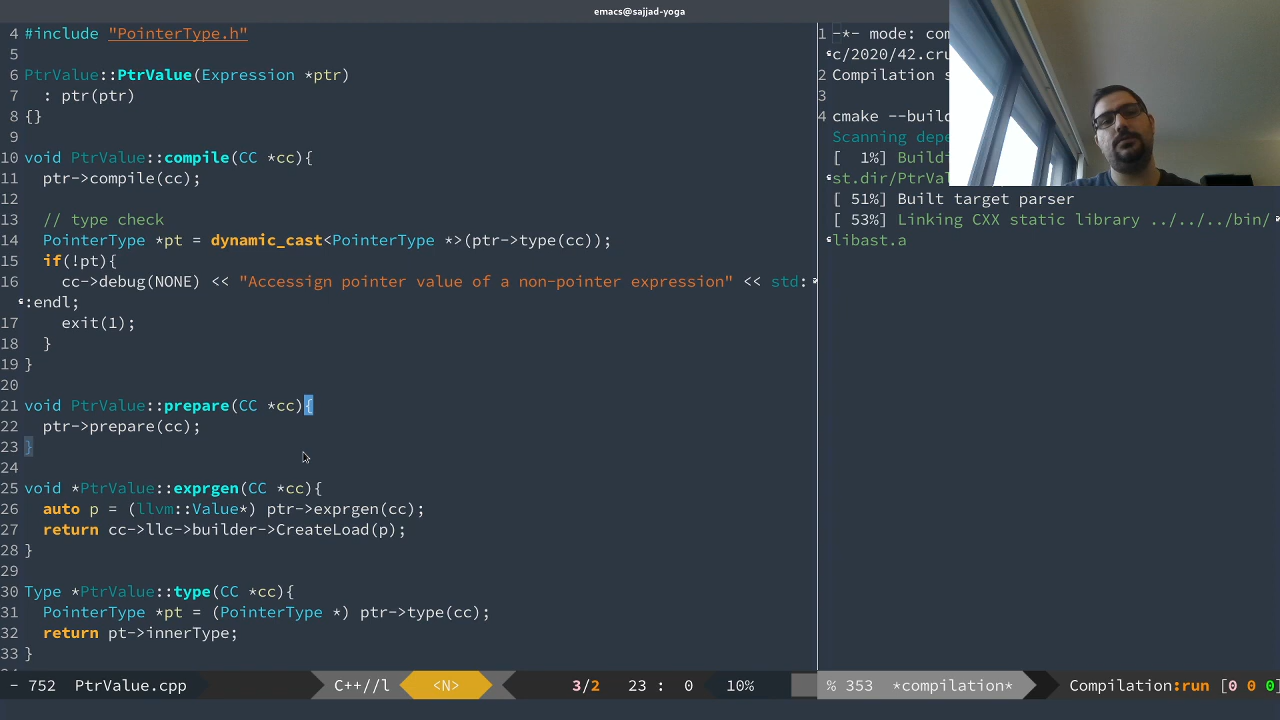 emacs@sajjad-yoga
4 #include "PointerType.h"
5
6 PtrValue::PtrValue(Expression *ptr)
7   : ptr(ptr)
8 {}
9
10 void PtrValue::compile(CC *cc){
11   ptr->compile(cc);
12
13   // type check
14   PointerType *pt = dynamic_cast<PointerType *>(ptr->type(cc));
15   if(!pt){
16     cc->debug(NONE) << "Accessign pointer value of a non-pointer expression" << std:
:endl;
17     exit(1);
18   }
19 }
20
21 void PtrValue::prepare(CC *cc){
22   ptr->prepare(cc);
23 }
24
25 void *PtrValue::exprgen(CC *cc){
26   auto p = (llvm::Value*) ptr->exprgen(cc);
27   return cc->llc->builder->CreateLoad(p);
28 }
29
30 Type *PtrValue::type(CC *cc){
31   PointerType *pt = (PointerType *) ptr->type(cc);
32   return pt->innerType;
33 }
- 752 PtrValue.cpp C++//l <N> 3/2 23 : 0 10%
1 -*- mode: com
c/2020/42.cru
2 Compilation s
3
4 cmake --build
Scanning depe
[  1%] Buildi
st.dir/PtrVal
[ 51%] Built target parser
[ 53%] Linking CXX static library ../../../bin/
libast.a
% 353 *compilation* Compilation:run [0 0 0]